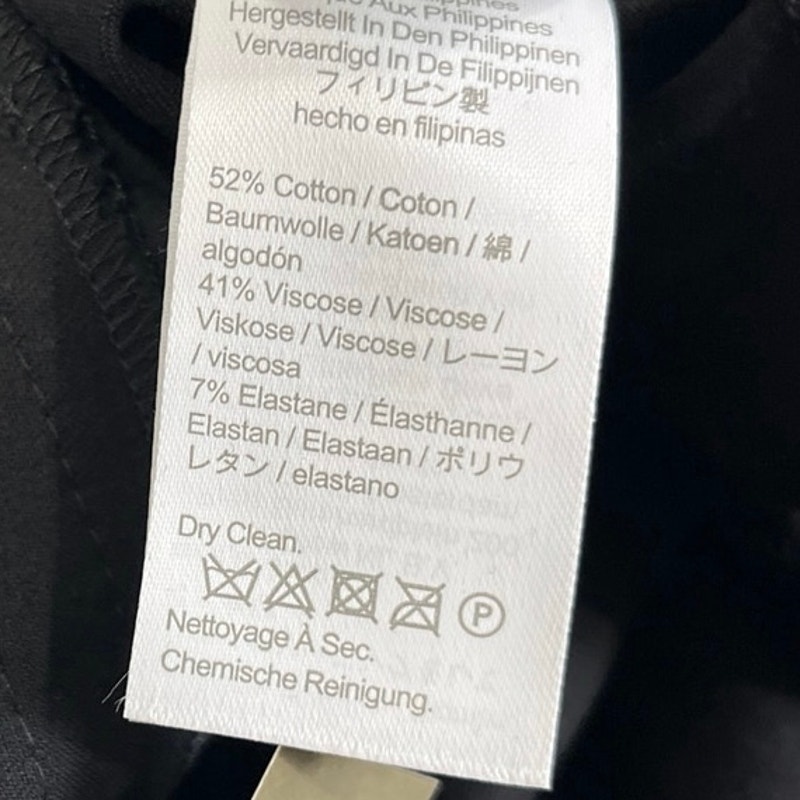 Aux Philippines
Hergestellt In Den Philippinen
Vervaardigd In De Filippijnen
フィリピン製
hecho en filipinas
52% Cotton / Coton /
Baumwolle / Katoen / 綿 /
algodón
41% Viscose / Viscose /
Viskose / Viscose / レーヨン
/ viscosa
7% Elastane / Élasthanne /
Elastan / Elastaan / ポリウ
レタン / elastano
Dry Clean.
P
Nettoyage À Sec.
Chemische Reinigung.